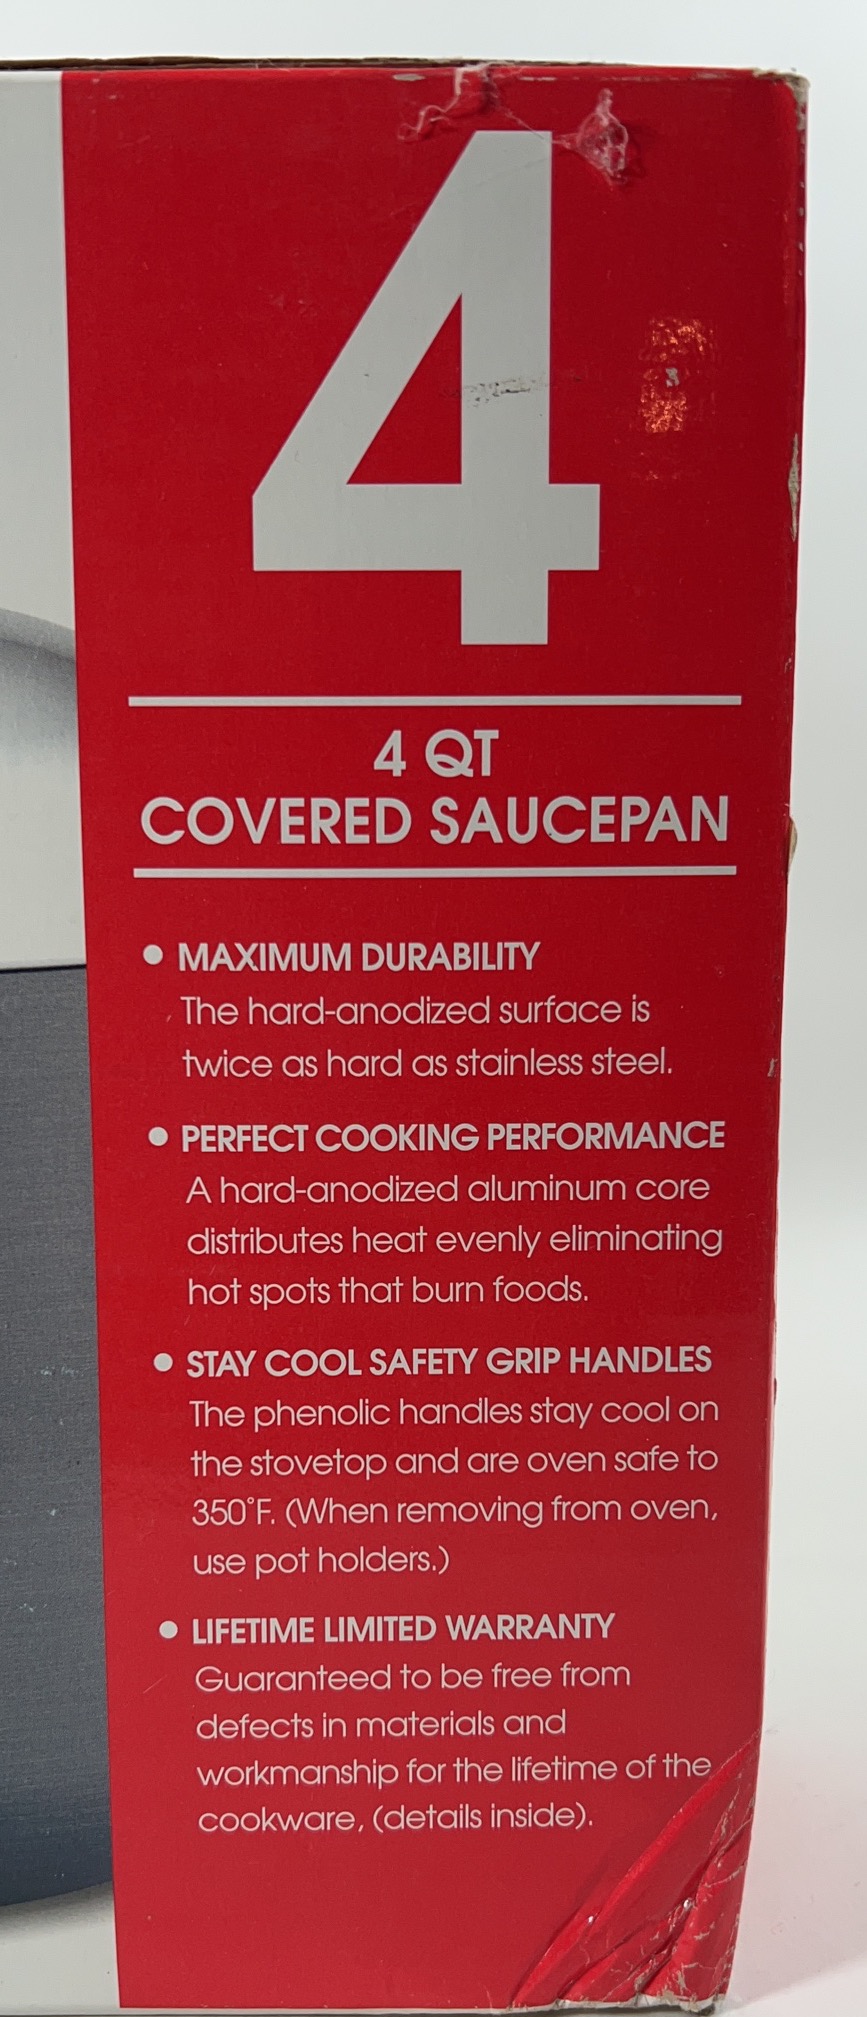 4
4 QT
COVERED SAUCEPAN
• MAXIMUM DURABILITY
The hard-anodized surface is
twice as hard as stainless steel.
• PERFECT COOKING PERFORMANCE
A hard-anodized aluminum core
distributes heat evenly eliminating
hot spots that burn foods.
• STAY COOL SAFETY GRIP HANDLES
The phenolic handles stay cool on
the stovetop and are oven safe to
350°F. (When removing from oven,
use pot holders.)
• LIFETIME LIMITED WARRANTY
Guaranteed to be free from
defects in materials and
workmanship for the lifetime of the
cookware, (details inside).